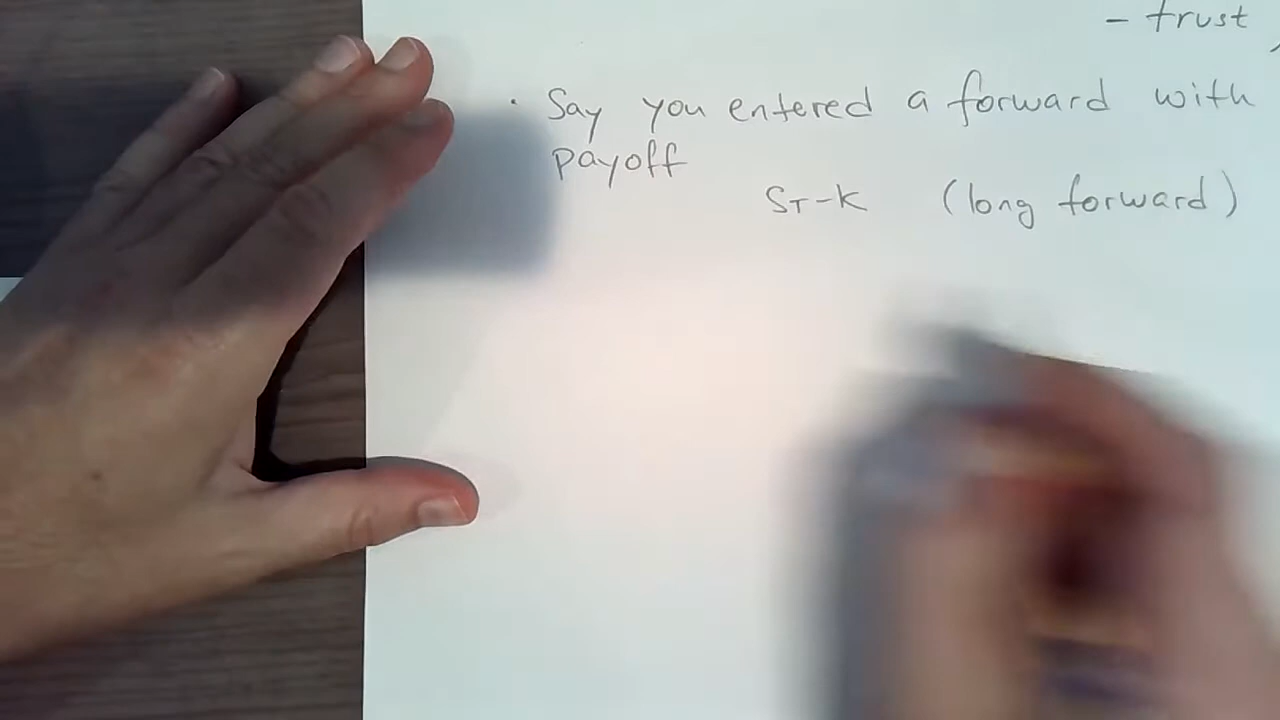 - trust,
· Say you entered a forward with
payoff
ST-K (long forward)